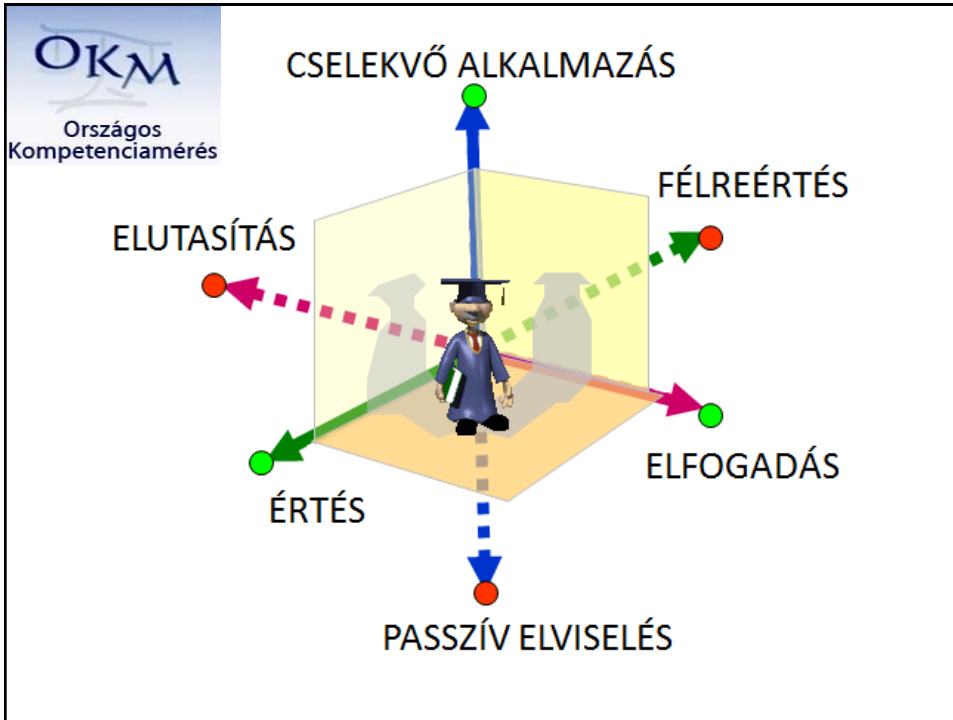 OKM
Országos
Kompetenciamérés
CSELEKVŐ ALKALMAZÁS
FÉLREÉRTÉS
ELUTASÍTÁS
ELFOGADÁS
ÉRTÉS
PASSZÍV ELVISELÉS